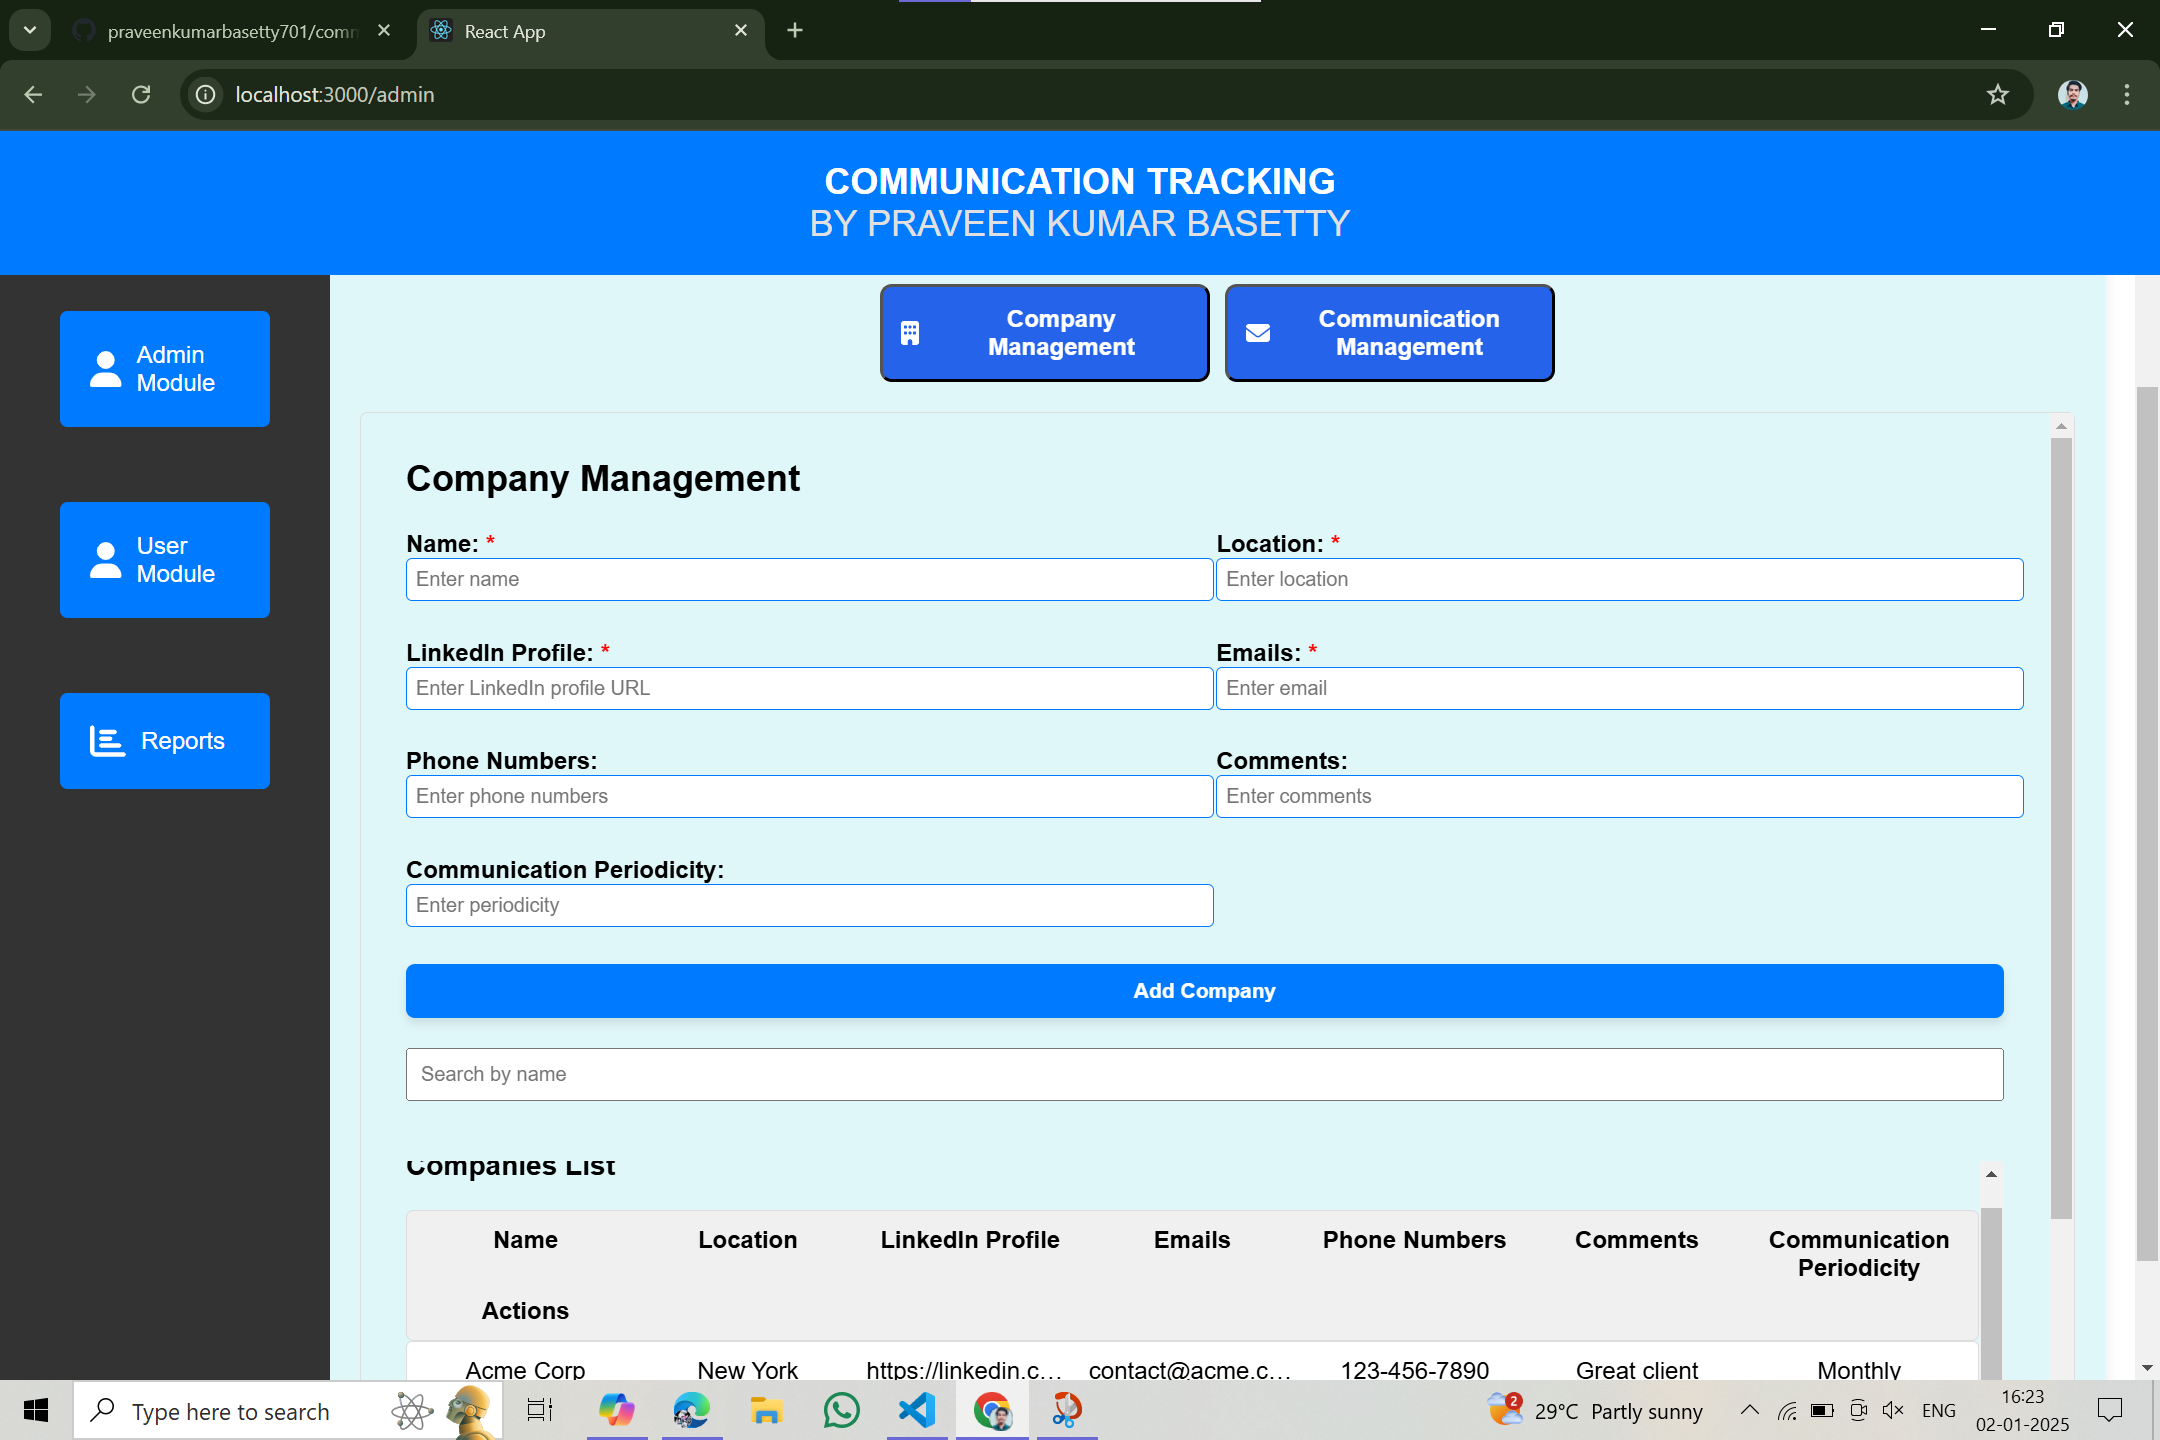 praveenkumarbasetty701/comm
React App
localhost:3000/admin
COMMUNICATION TRACKING
BY PRAVEEN KUMAR BASETTY
Admin
Module
User
Module
Reports
Company
Management
Communication
Management
Company Management
Name: *
Location: *
Enter name
Enter location
LinkedIn Profile: *
Emails: *
Enter LinkedIn profile URL
Enter email
Phone Numbers:
Comments:
Enter phone numbers
Enter comments
Communication Periodicity:
Enter periodicity
Add Company
Search by name
Companies List
Name Location LinkedIn Profile Emails Phone Numbers Comments Communication
Periodicity
Actions
Acme Corp New York https://linkedin.c... contact@acme.c... 123-456-7890 Great client Monthly
Type here to search
2
29°C Partly sunny
ENG
16:23
02-01-2025